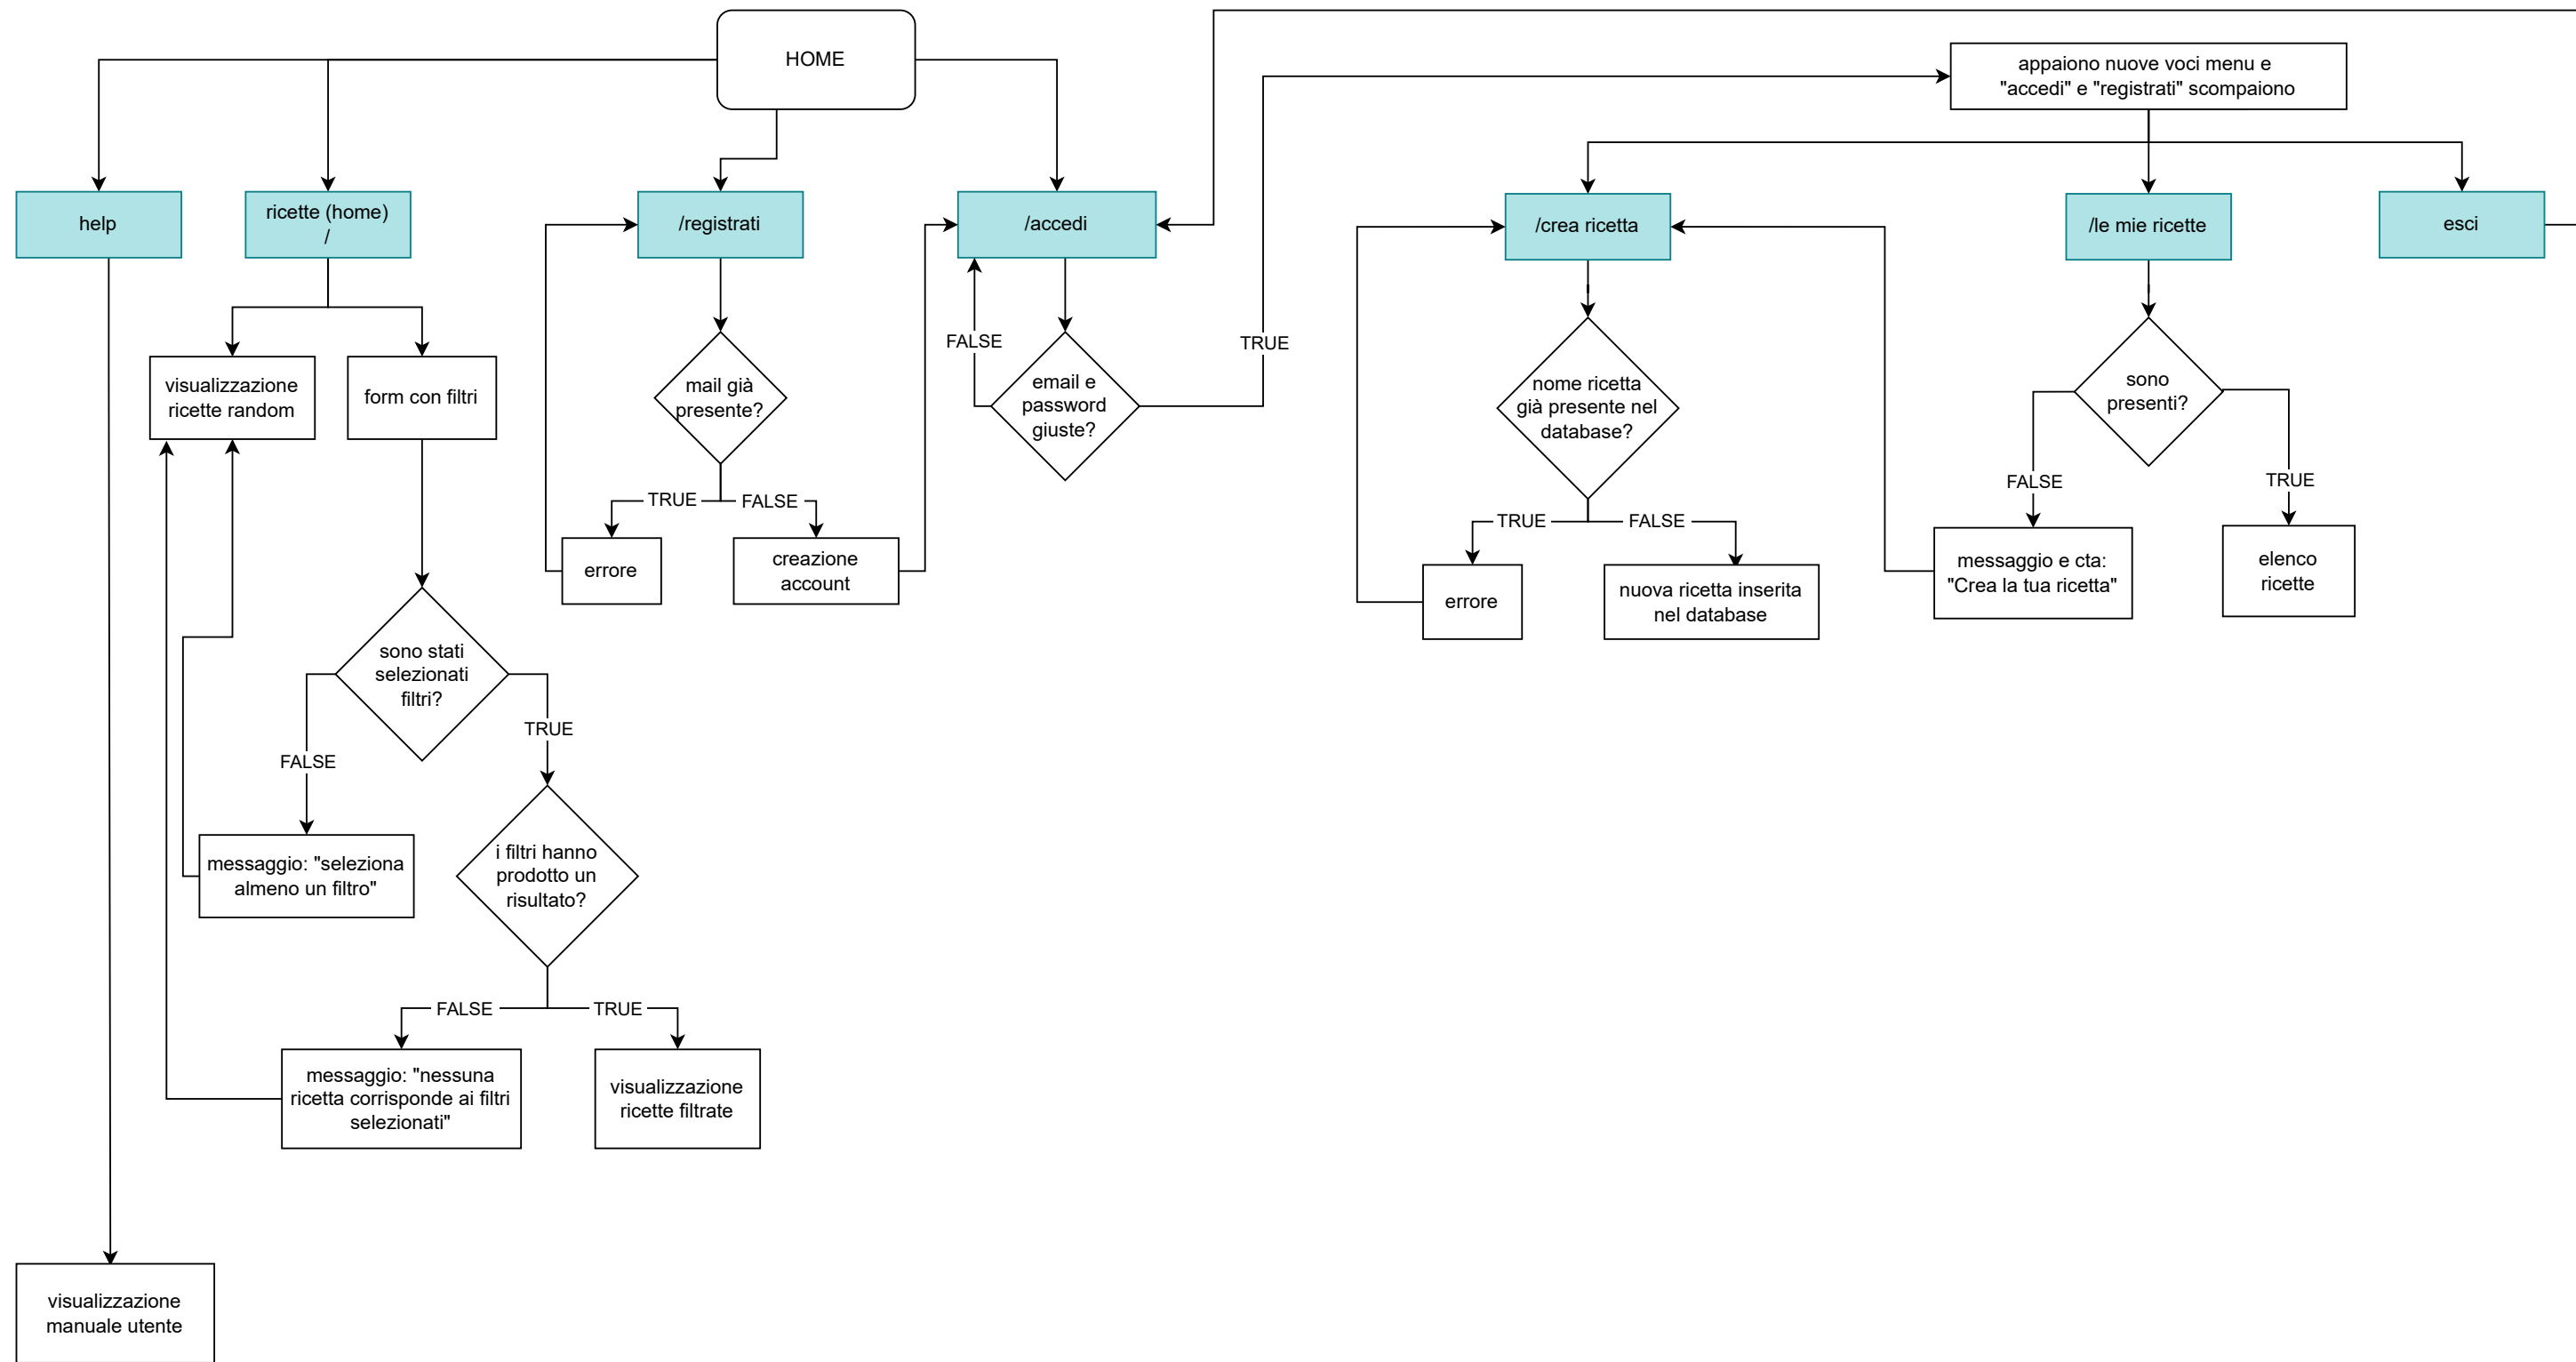 HOME
appaiono nuove voci menu e
"accedi" e "registrati" scompaiono
help
ricette (home)
/
/registrati
/accedi
/crea ricetta
/le mie ricette
esci
visualizzazione
ricette random
form con filtri
mail già
presente?
FALSE
email e
password
giuste?
TRUE
nome ricetta
già presente nel
database?
sono
presenti?
TRUE
FALSE
errore
creazione
account
TRUE
FALSE
errore
nuova ricetta inserita
nel database
FALSE
TRUE
messaggio e cta:
"Crea la tua ricetta"
elenco
ricette
sono stati
selezionati
filtri?
FALSE
TRUE
messaggio: "seleziona
almeno un filtro"
i filtri hanno
prodotto un
risultato?
FALSE
TRUE
messaggio: "nessuna
ricetta corrisponde ai filtri
selezionati"
visualizzazione
ricette filtrate
visualizzazione
manuale utente